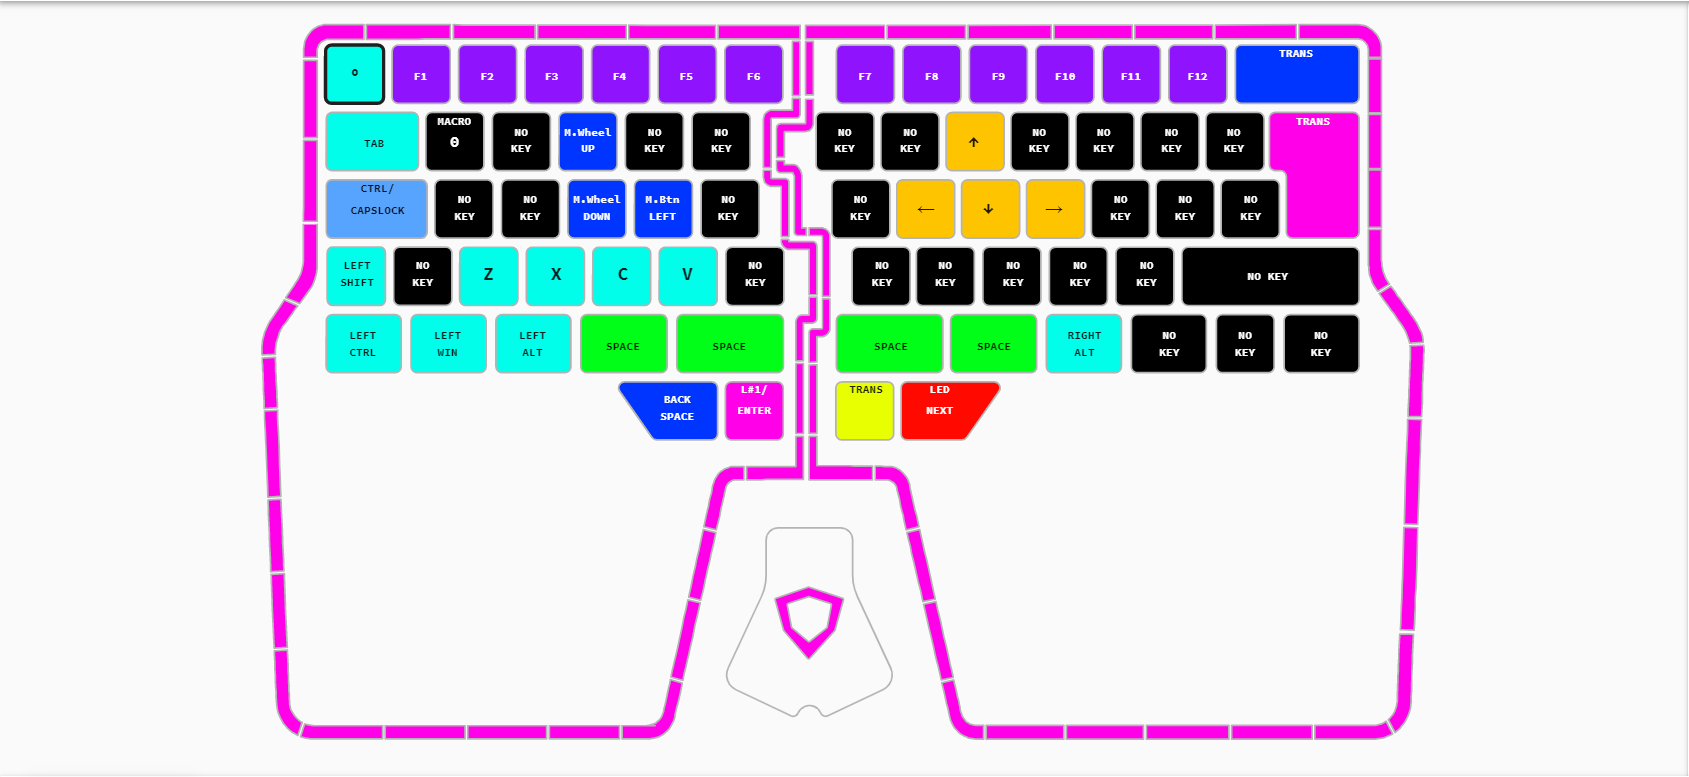 º F1 F2 F3 F4 F5 F6 F7 F8 F9 F10 F11 F12 TRANS
TAB
MACRO
0
NO
KEY
M.Wheel
UP
NO
KEY
NO
KEY
NO
KEY
NO
KEY
↑
NO
KEY
NO
KEY
NO
KEY
NO
KEY
TRANS
CTRL/
CAPSLOCK
NO
KEY
NO
KEY
M.Wheel
DOWN
M.Btn
LEFT
NO
KEY
NO
KEY
←
↓
→
NO
KEY
NO
KEY
NO
KEY
LEFT
SHIFT
NO
KEY
Z
X
C
V
NO
KEY
NO
KEY
NO
KEY
NO
KEY
NO
KEY
NO
KEY
NO KEY
LEFT
CTRL
LEFT
WIN
LEFT
ALT
SPACE
SPACE
SPACE
SPACE
RIGHT
ALT
NO
KEY
NO
KEY
NO
KEY
BACK
SPACE
L#1/
ENTER
TRANS
LED
NEXT